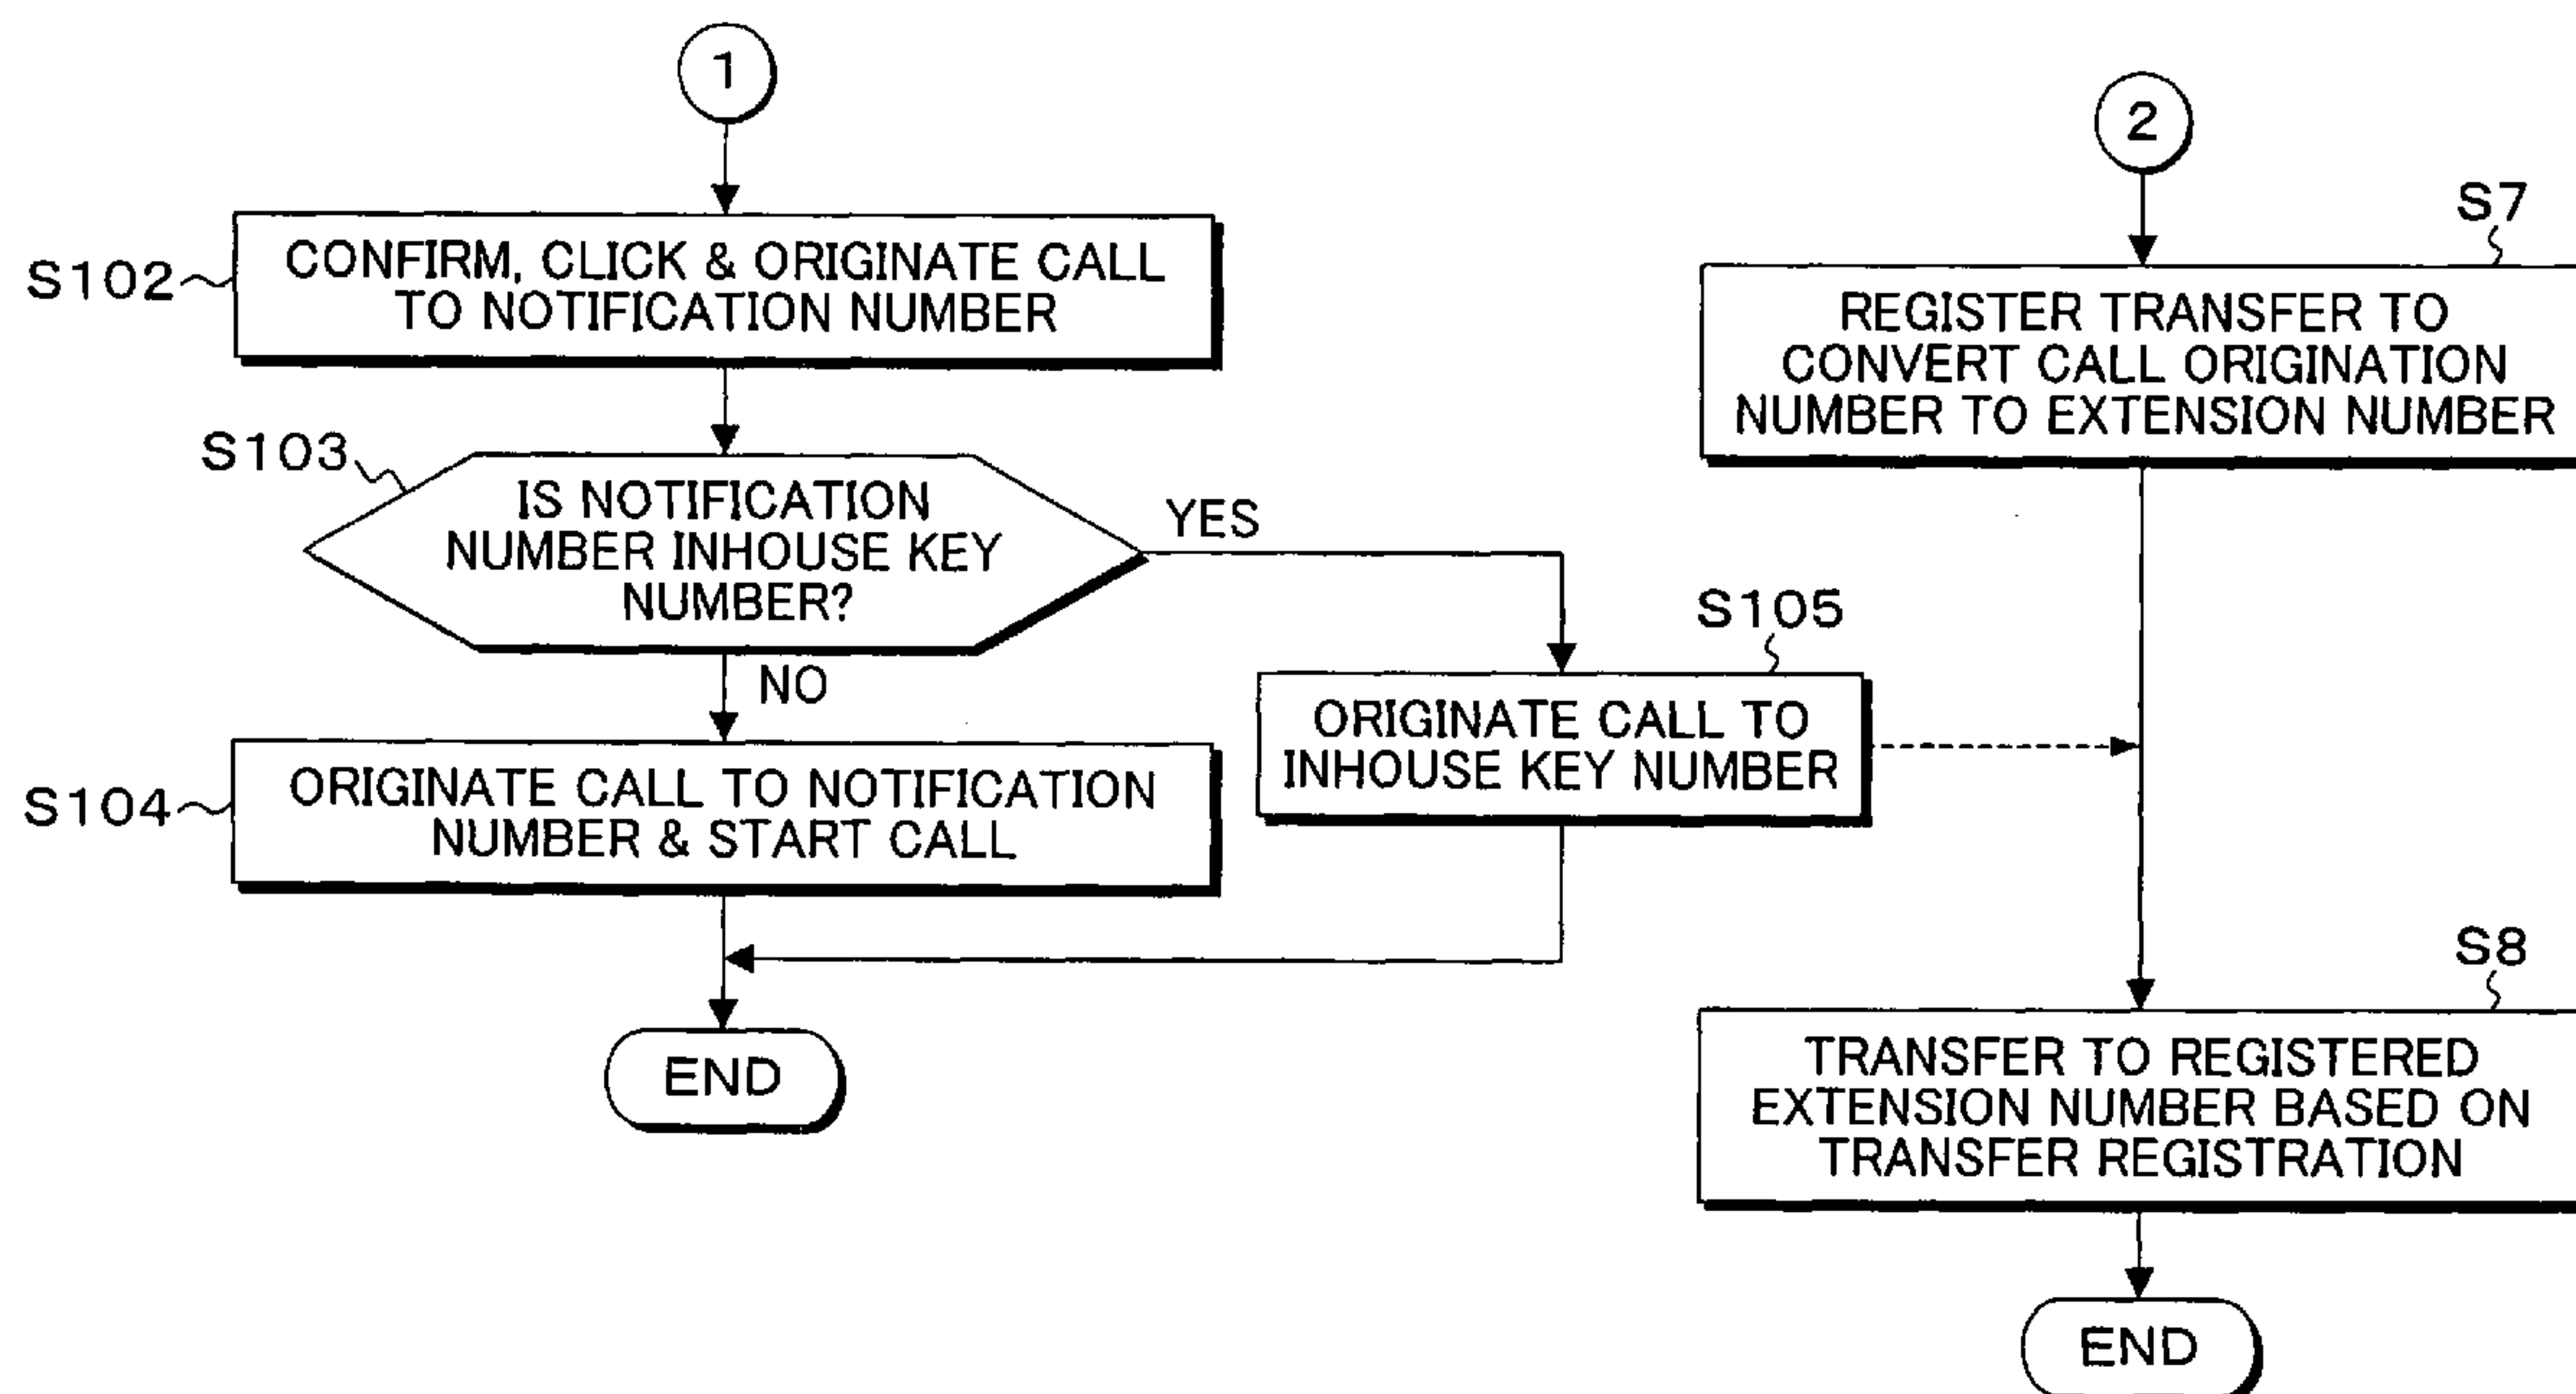 1
S102
CONFIRM, CLICK & ORIGINATE CALL
TO NOTIFICATION NUMBER
S103
IS NOTIFICATION
NUMBER INHOUSE KEY
NUMBER?
YES
NO
S104
ORIGINATE CALL TO NOTIFICATION
NUMBER & START CALL
S105
ORIGINATE CALL TO
INHOUSE KEY NUMBER
END
2
S7
REGISTER TRANSFER TO
CONVERT CALL ORIGINATION
NUMBER TO EXTENSION NUMBER
S8
TRANSFER TO REGISTERED
EXTENSION NUMBER BASED ON
TRANSFER REGISTRATION
END